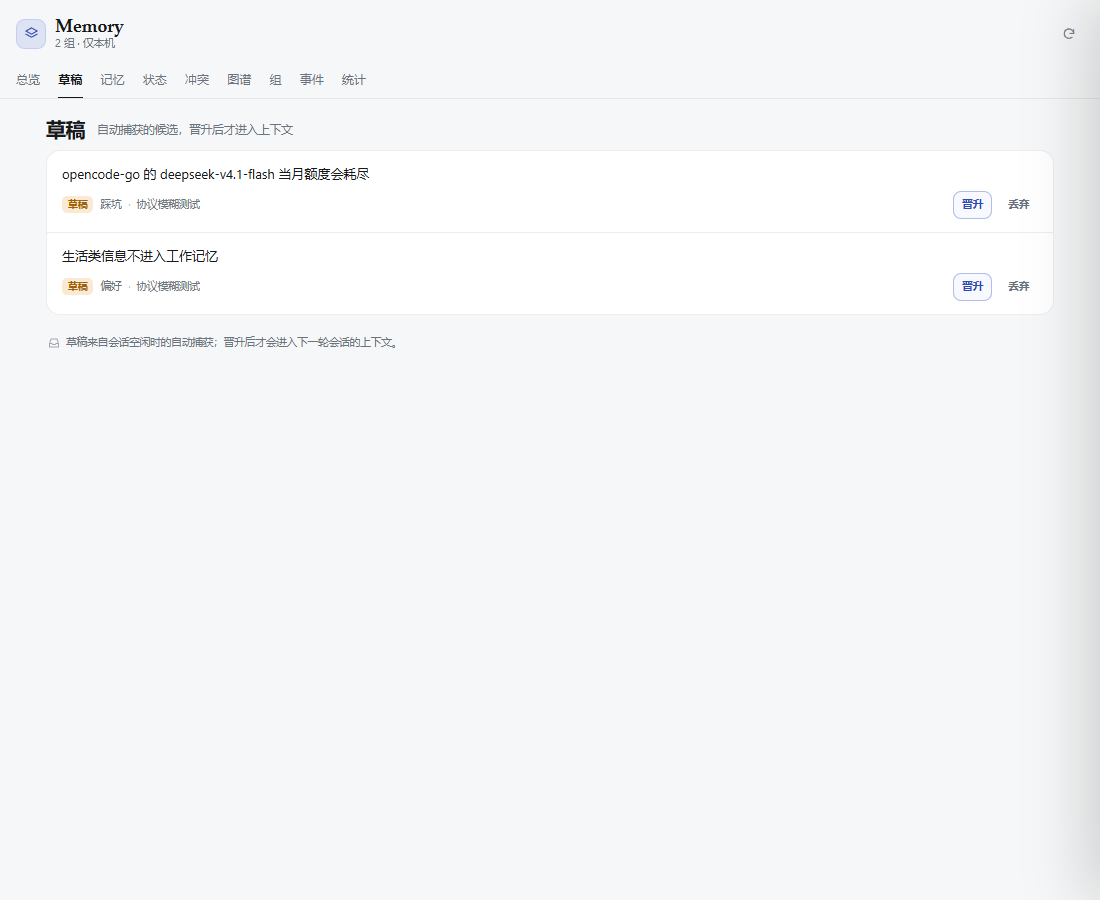 Memory
2 组 · 仅本机
总览 草稿 记忆 状态 冲突 图谱 组 事件 统计
草稿 自动捕获的候选，晋升后才进入上下文
opencode-go 的 deepseek-v4.1-flash 当月额度会耗尽
草稿 踩坑 · 协议模糊测试 晋升 丢弃
生活类信息不进入工作记忆
草稿 偏好 · 协议模糊测试 晋升 丢弃
草稿来自会话空闲时的自动捕获；晋升后才会进入下一轮会话的上下文。